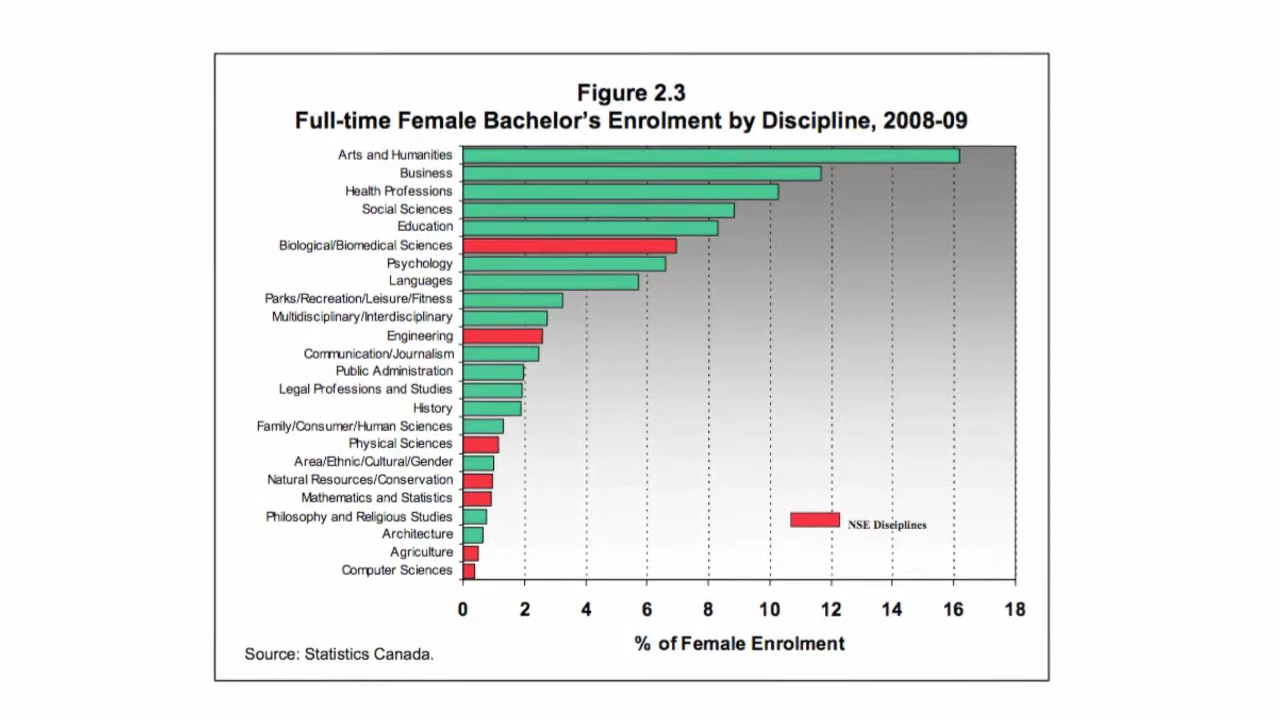 Figure 2.3
Full-time Female Bachelor's Enrolment by Discipline, 2008-09
Arts and Humanities
Business
Health Professions
Social Sciences
Education
Biological/Biomedical Sciences
Psychology
Languages
Parks/Recreation/Leisure/Fitness
Multidisciplinary/Interdisciplinary
Engineering
Communication/Journalism
Public Administration
Legal Professions and Studies
History
Family/Consumer/Human Sciences
Physical Sciences
Area/Ethnic/Cultural/Gender
Natural Resources/Conservation
Mathematics and Statistics
Philosophy and Religious Studies
Architecture
Agriculture
Computer Sciences
NSE Disciplines
0 2 4 6 8 10 12 14 16 18
% of Female Enrolment
Source: Statistics Canada.